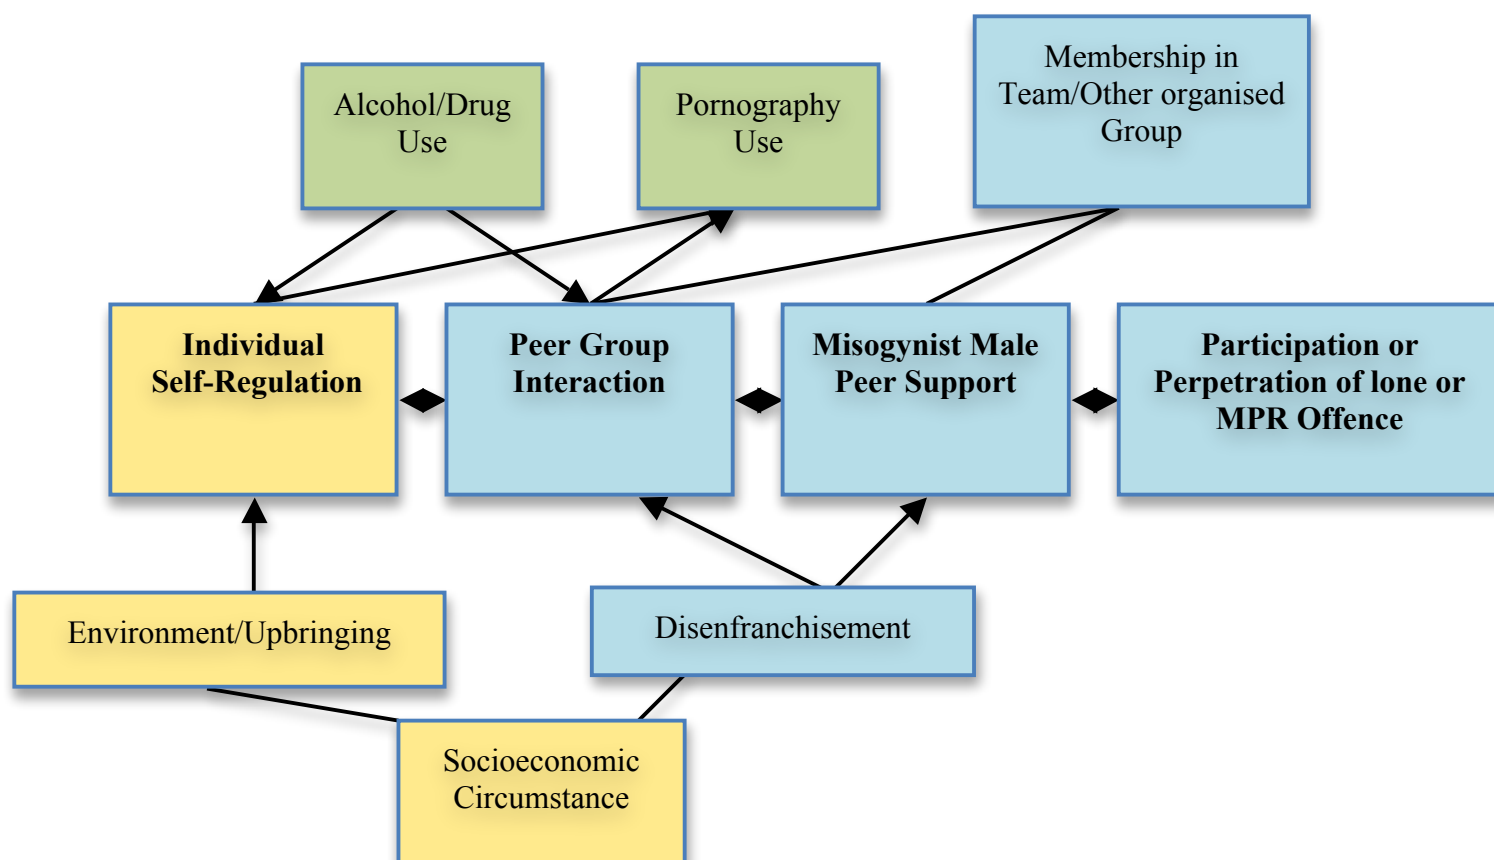 Alcohol/Drug
Use
Pornography
Use
Membership in
Team/Other organised
Group
Individual
Self-Regulation
Peer Group
Interaction
Misogynist Male
Peer Support
Participation or
Perpetration of lone or
MPR Offence
Environment/Upbringing
Disenfranchisement
Socioeconomic
Circumstance